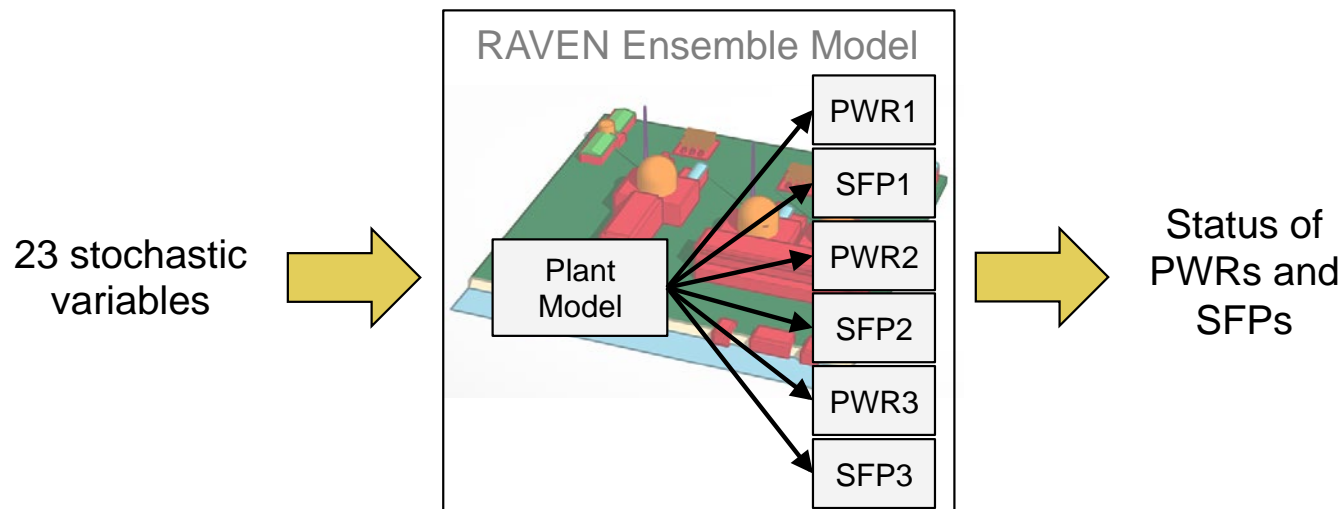 RAVEN Ensemble Model
23 stochastic
variables
Plant
Model
PWR1
SFP1
PWR2
SFP2
PWR3
SFP3
Status of
PWRs and
SFPs